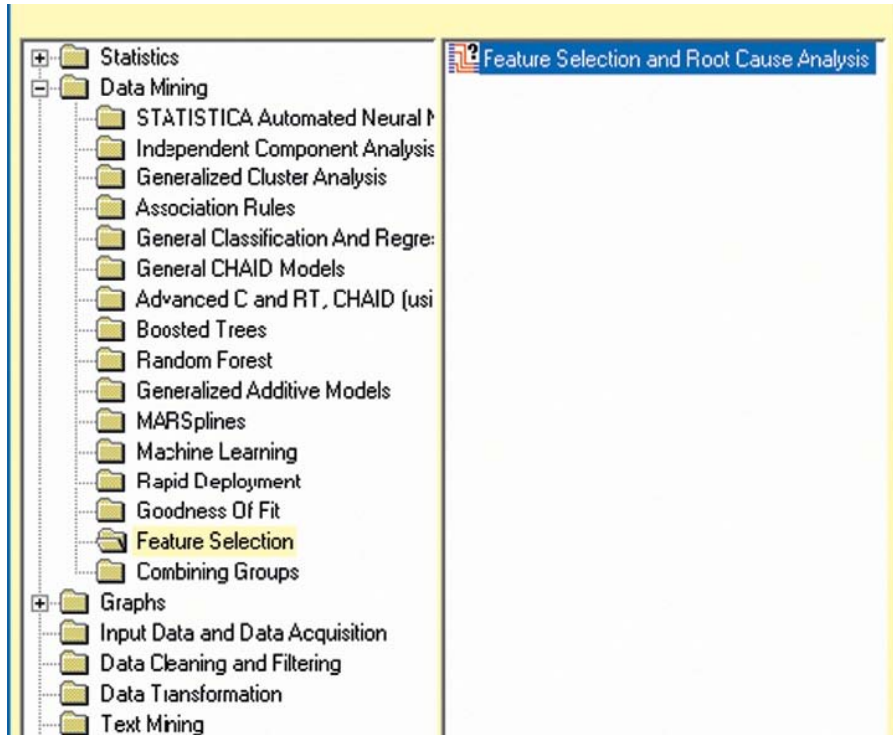 Statistics
Data Mining
STATISTICA Automated Neural N
Independent Component Analysis
Generalized Cluster Analysis
Association Rules
General Classification And Regre
General CHAID Models
Advanced C and RT, CHAID (usi
Boosted Trees
Random Forest
Generalized Additive Models
MARSplines
Machine Learning
Rapid Deployment
Goodness Of Fit
Feature Selection
Combining Groups
Graphs
Input Data and Data Acquisition
Data Cleaning and Filtering
Data Transformation
Text Mining
Feature Selection and Root Cause Analysis